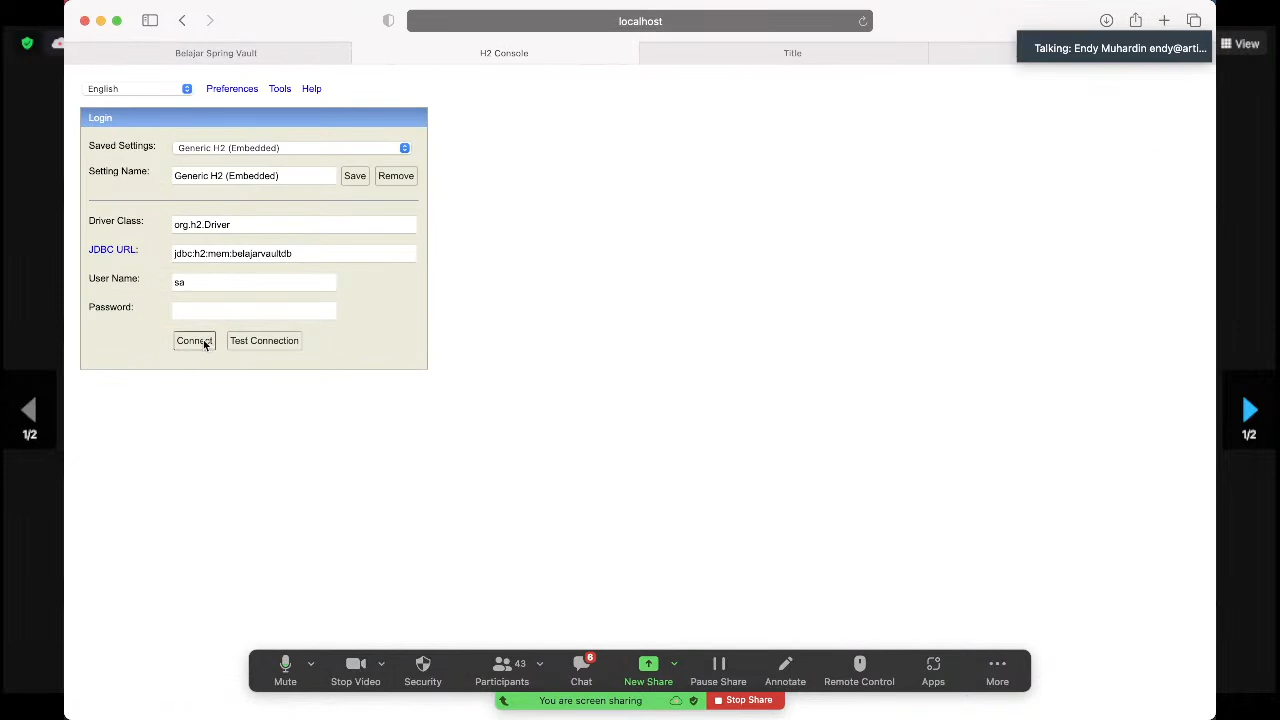 localhost
Belajar Spring Vault
H2 Console
Title
Talking: Endy Muhardin endy@arti...
View
English
Preferences
Tools
Help
Login
Saved Settings:
Generic H2 (Embedded)
Setting Name:
Generic H2 (Embedded)
Save
Remove
Driver Class:
org.h2.Driver
JDBC URL:
jdbc:h2:mem:belajarvaultdb
User Name:
sa
Password:
Connect
Test Connection
1/2
1/2
6
43
Mute
Stop Video
Security
Participants
Chat
New Share
Pause Share
Annotate
Remote Control
Apps
More
You are screen sharing
Stop Share